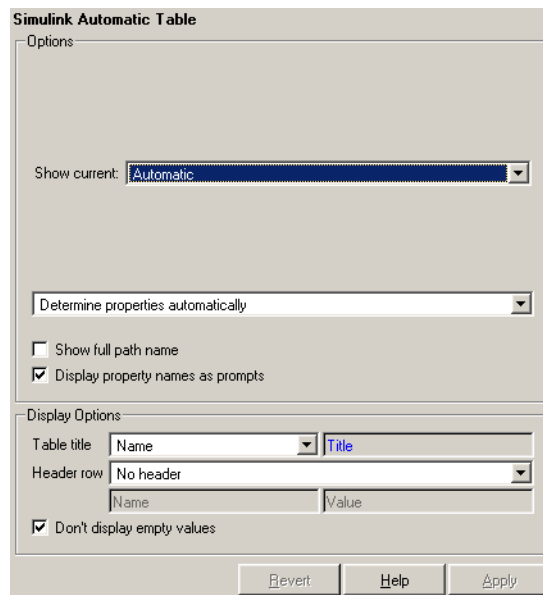 Simulink Automatic Table
Options
Show current: Automatic
Determine properties automatically
Show full path name
Display property names as prompts
Display Options
Table title Name Title
Header row No header
Name Value
Don't display empty values
Revert Help Apply